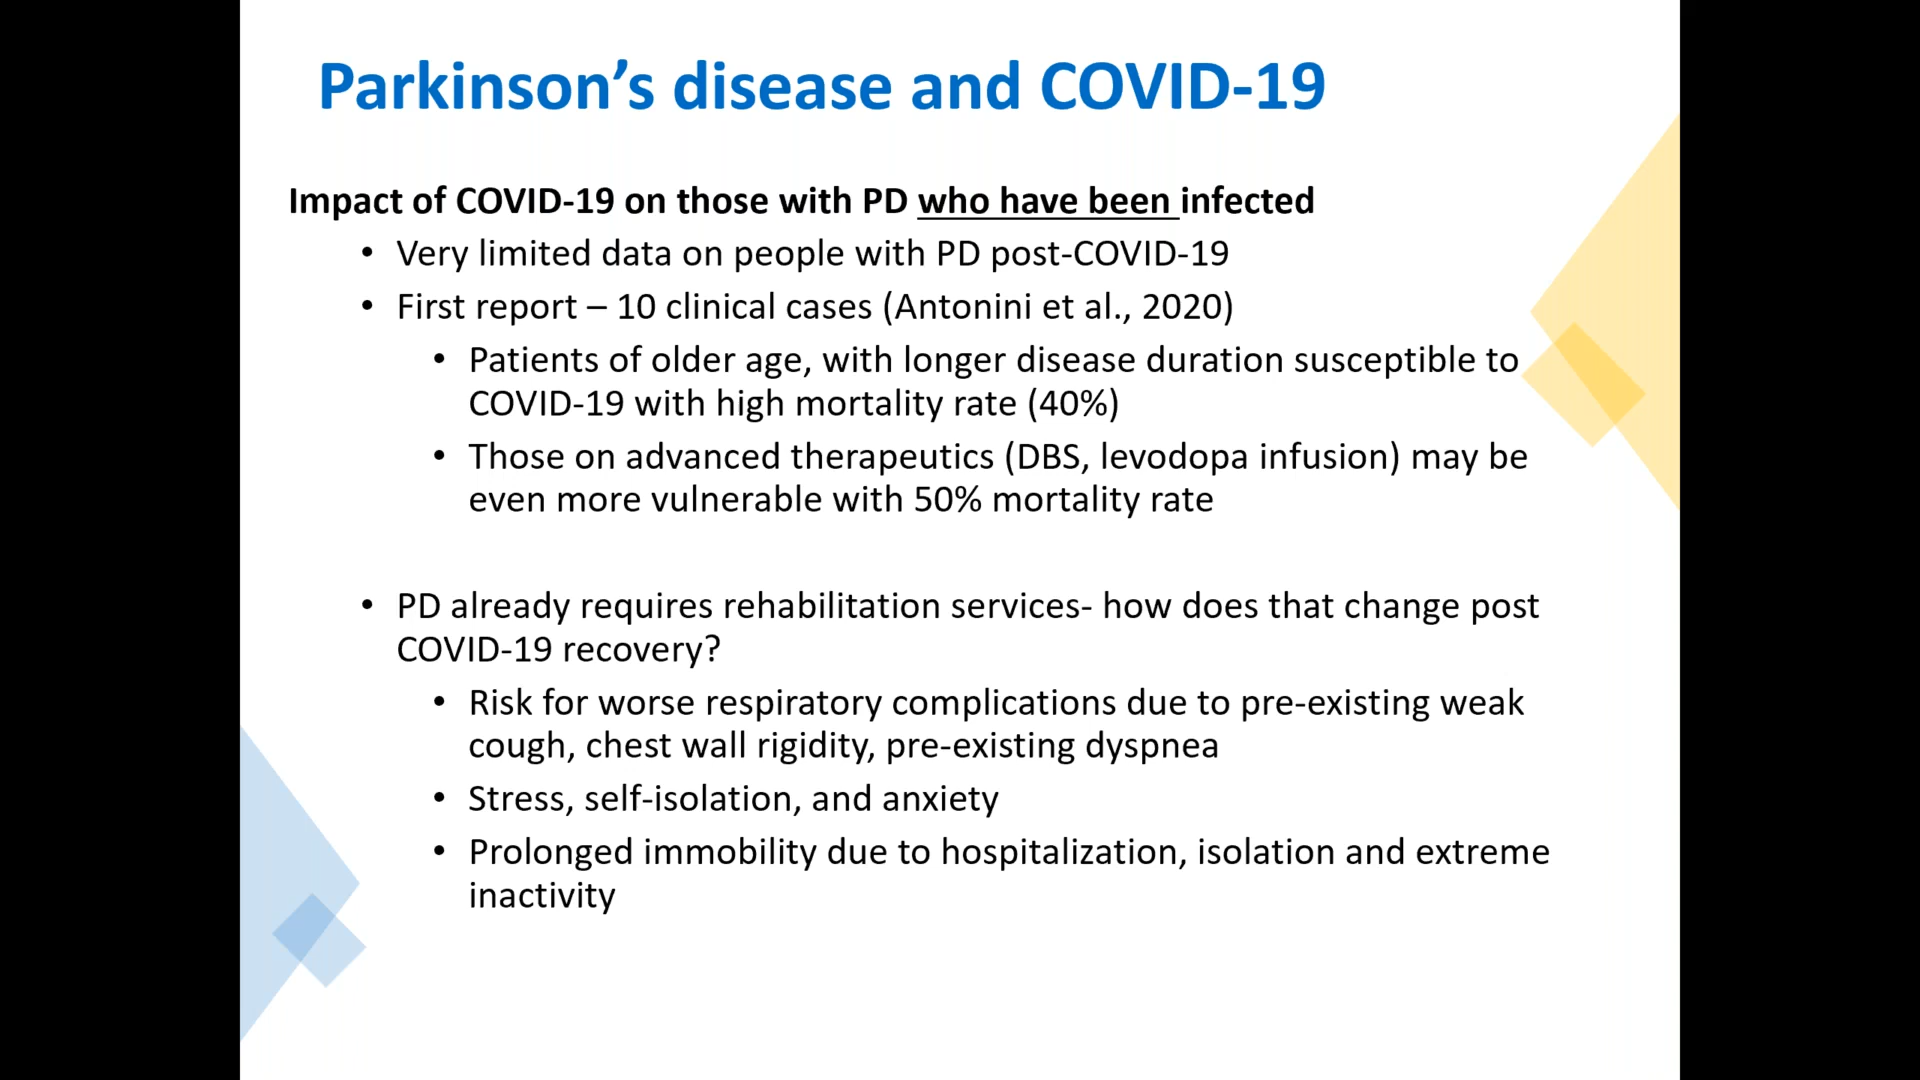 Parkinson’s disease and COVID-19
Impact of COVID-19 on those with PD who have been infected
• Very limited data on people with PD post-COVID-19
• First report – 10 clinical cases (Antonini et al., 2020)
• Patients of older age, with longer disease duration susceptible to
COVID-19 with high mortality rate (40%)
• Those on advanced therapeutics (DBS, levodopa infusion) may be
even more vulnerable with 50% mortality rate
• PD already requires rehabilitation services- how does that change post
COVID-19 recovery?
• Risk for worse respiratory complications due to pre-existing weak
cough, chest wall rigidity, pre-existing dyspnea
• Stress, self-isolation, and anxiety
• Prolonged immobility due to hospitalization, isolation and extreme
inactivity